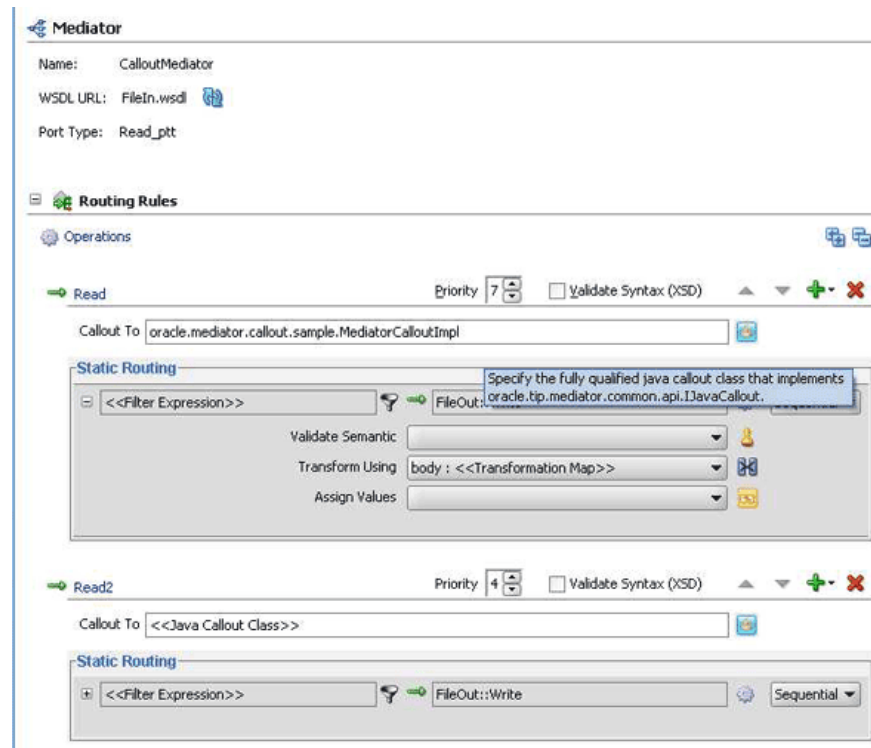 Mediator
Name: CalloutMediator
WSDL URL: FileIn.wsdl
Port Type: Read_ptt
Routing Rules
Operations
Read Priority 7 Validate Syntax (XSD)
Callout To oracle.mediator.callout.sample.MediatorCalloutImpl
Static Routing
Specify the fully qualified java callout class that implements
oracle.tip.mediator.common.api.IJavaCallout.
<<Filter Expression>> FileOut::Write Sequential
Validate Semantic
Transform Using body : <<Transformation Map>>
Assign Values
Read2 Priority 4 Validate Syntax (XSD)
Callout To <<Java Callout Class>>
Static Routing
<<Filter Expression>> FileOut::Write Sequential